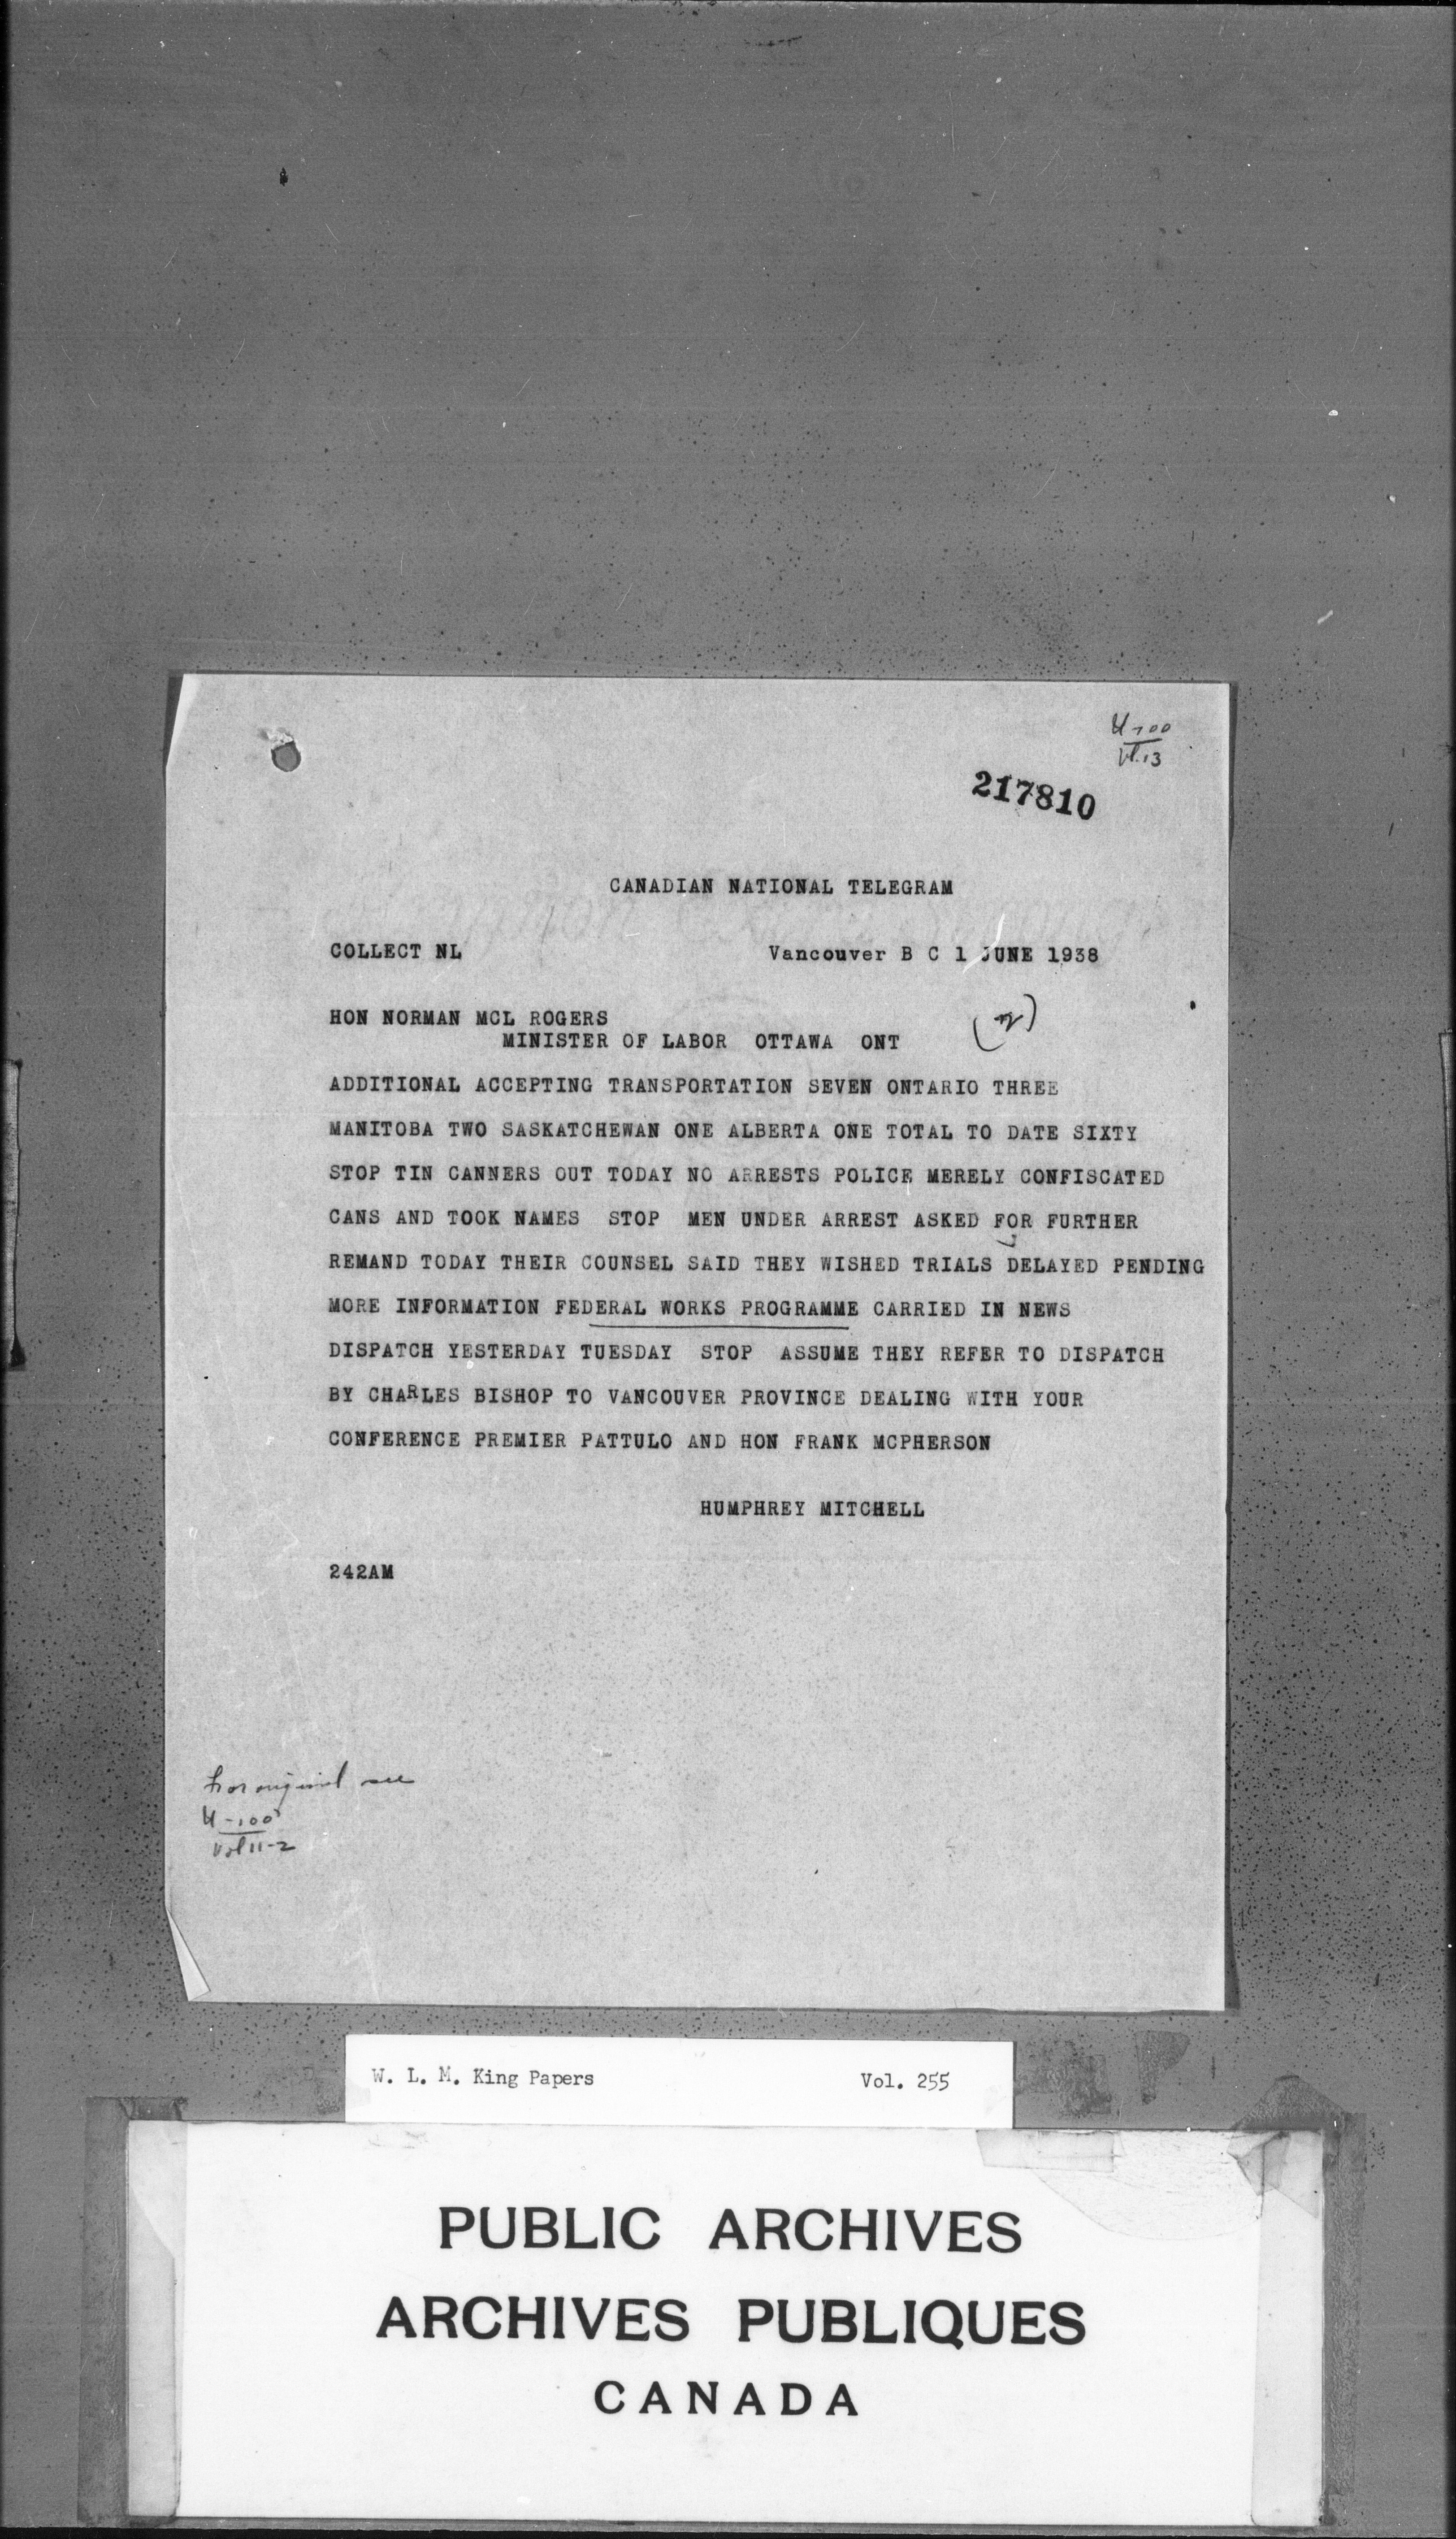 U-100
Vl.13
217810
CANADIAN NATIONAL TELEGRAM
COLLECT NL Vancouver B C 1 JUNE 1938
HON NORMAN MCL ROGERS
MINISTER OF LABOR OTTAWA ONT
ADDITIONAL ACCEPTING TRANSPORTATION SEVEN ONTARIO THREE
MANITOBA TWO SASKATCHEWAN ONE ALBERTA ONE TOTAL TO DATE SIXTY
STOP TIN CANNERS OUT TODAY NO ARRESTS POLICE MERELY CONFISCATED
CANS AND TOOK NAMES STOP MEN UNDER ARREST ASKED FOR FURTHER
REMAND TODAY THEIR COUNSEL SAID THEY WISHED TRIALS DELAYED PENDING
MORE INFORMATION FEDERAL WORKS PROGRAMME CARRIED IN NEWS
DISPATCH YESTERDAY TUESDAY STOP ASSUME THEY REFER TO DISPATCH
BY CHARLES BISHOP TO VANCOUVER PROVINCE DEALING WITH YOUR
CONFERENCE PREMIER PATTULO AND HON FRANK MCPHERSON
HUMPHREY MITCHELL
242AM
For original see
U-100
Vol 11-2
W. L. M. King Papers Vol. 255
PUBLIC ARCHIVES
ARCHIVES PUBLIQUES
CANADA